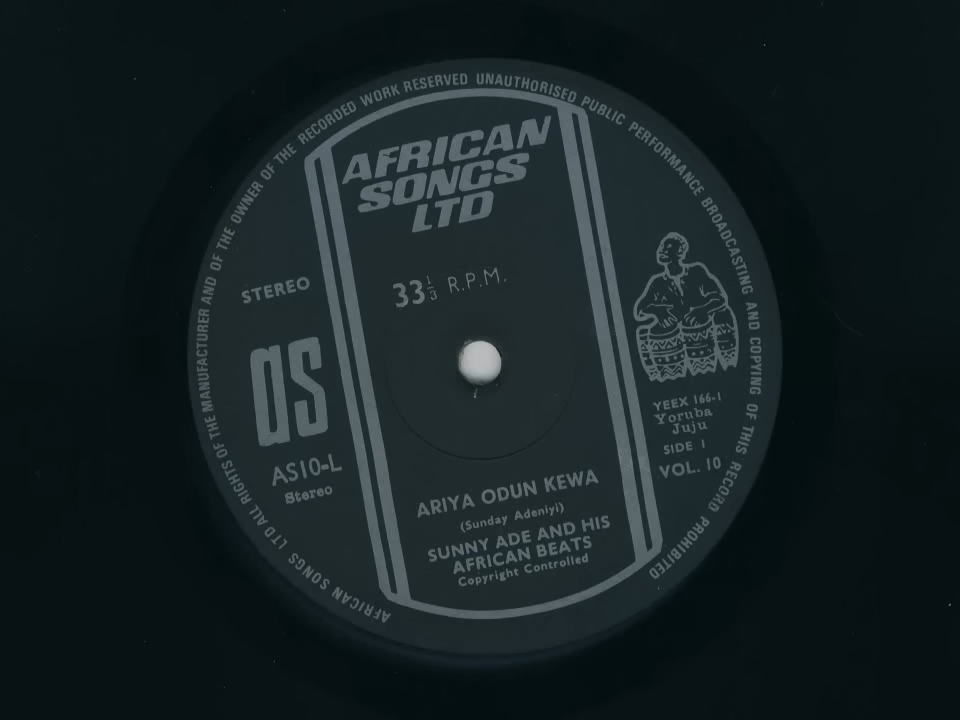 AFRICAN SONGS LTD ALL RIGHTS OF THE MANUFACTURER AND OF THE OWNER OF THE RECORDED WORK RESERVED UNAUTHORISED PUBLIC PERFORMANCE BROADCASTING AND COPYING OF THIS RECORD PROHIBITED
AFRICAN
SONGS
LTD
STEREO
33⅓ R.P.M.
as
AS10-L
Stereo
YEEX 166-1
Yoruba
Juju
SIDE 1
VOL. 10
ARIYA ODUN KEWA
(Sunday Adeniyi)
SUNNY ADE AND HIS
AFRICAN BEATS
Copyright Controlled